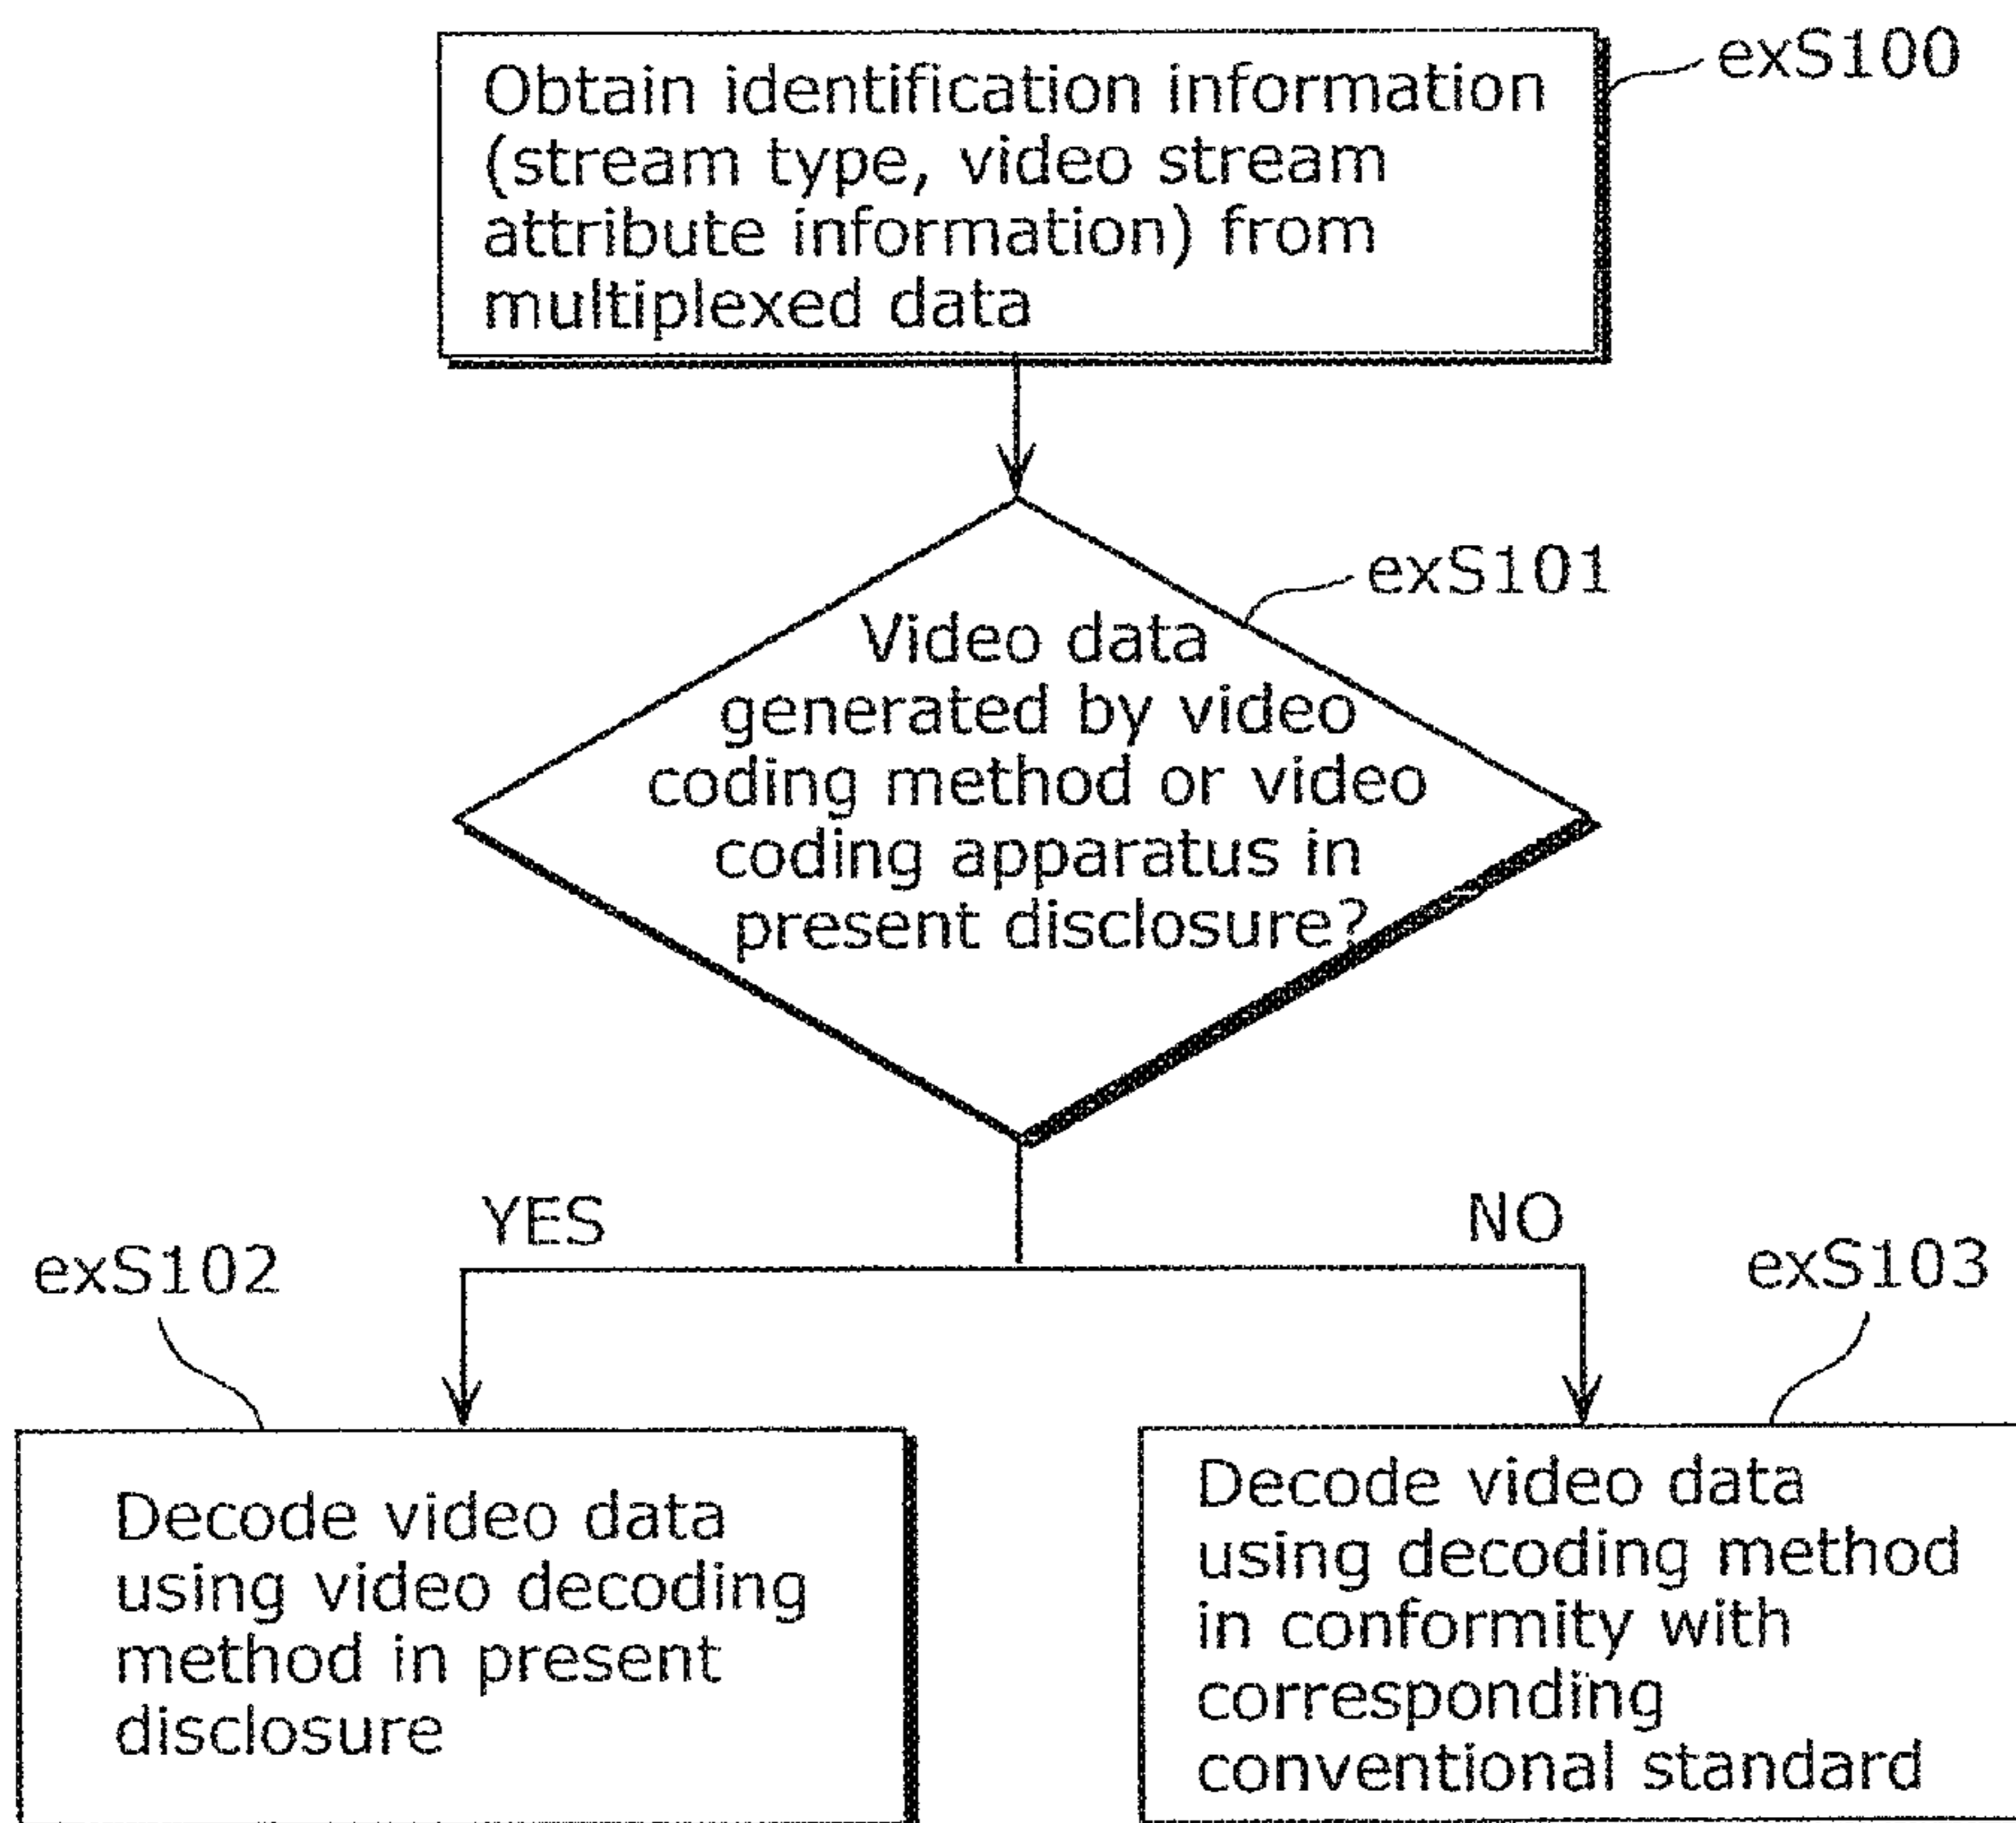 exS100
Obtain identification information
(stream type, video stream
attribute information) from
multiplexed data
exS101
Video data
generated by video
coding method or video
coding apparatus in
present disclosure?
YES
NO
exS102
exS103
Decode video data
using video decoding
method in present
disclosure
Decode video data
using decoding method
in conformity with
corresponding
conventional standard